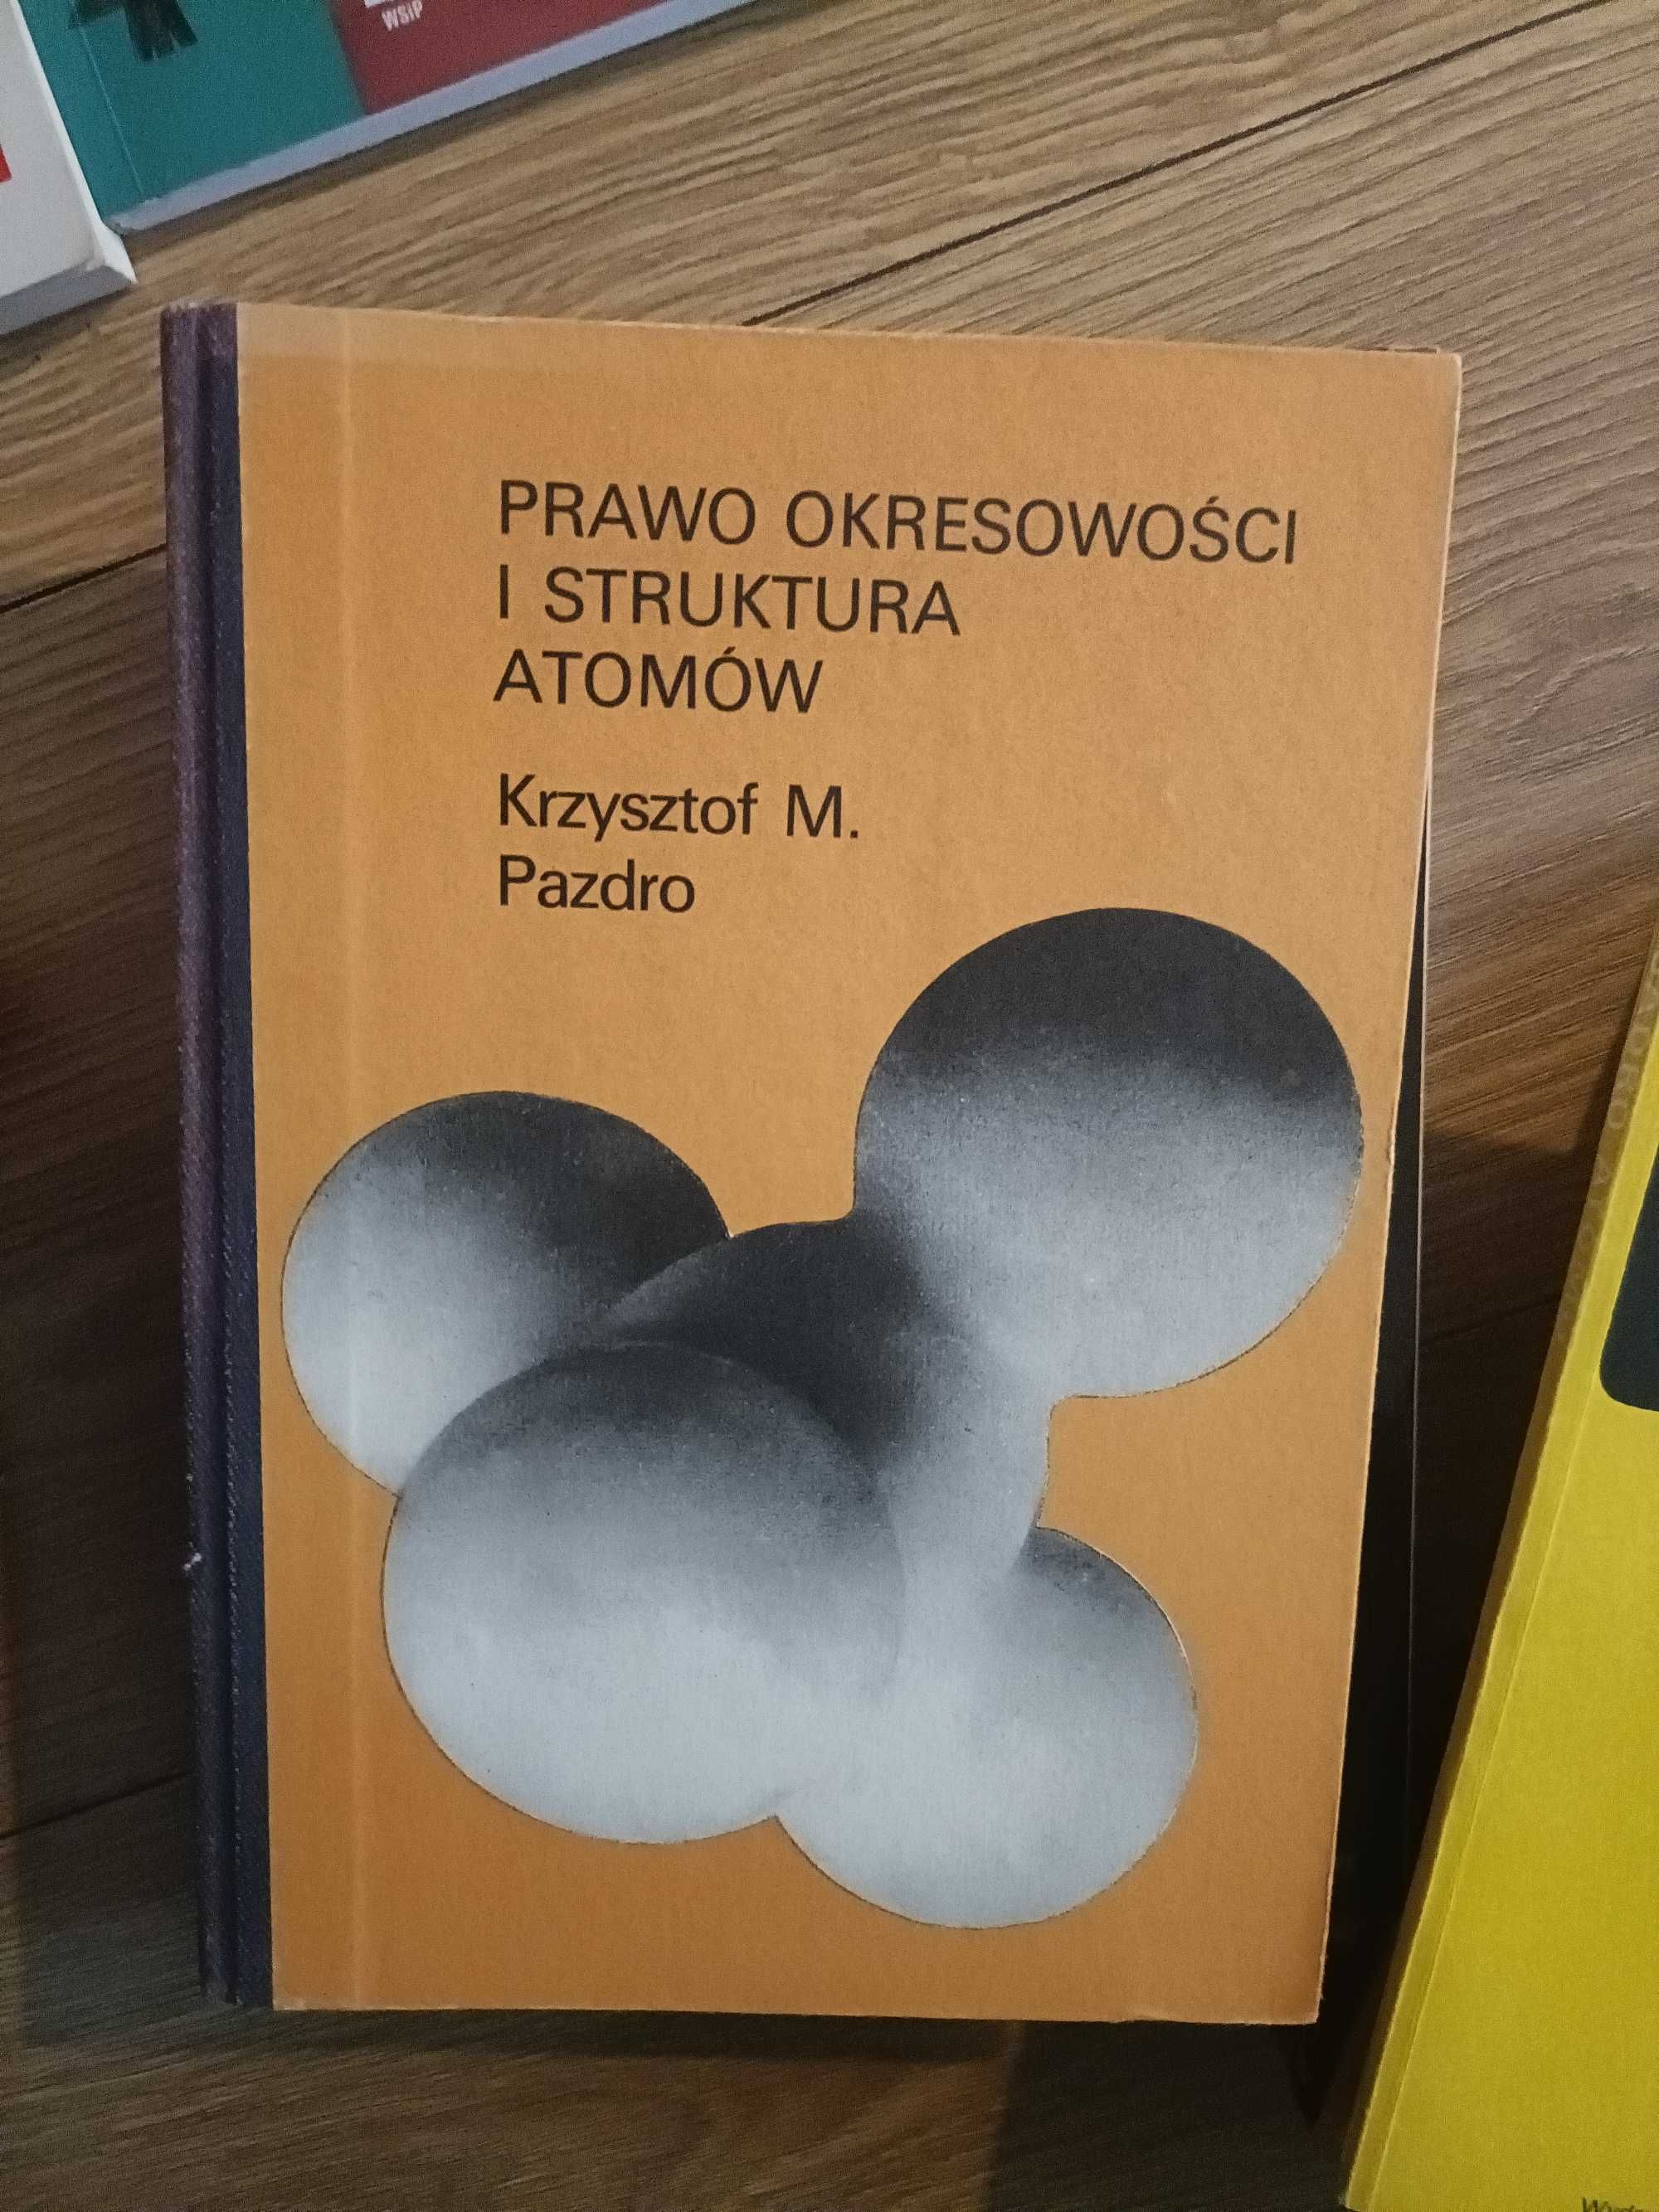 WSiP
PRAWO OKRESOWOŚCI
I STRUKTURA
ATOMÓW
Krzysztof M.
Pazdro